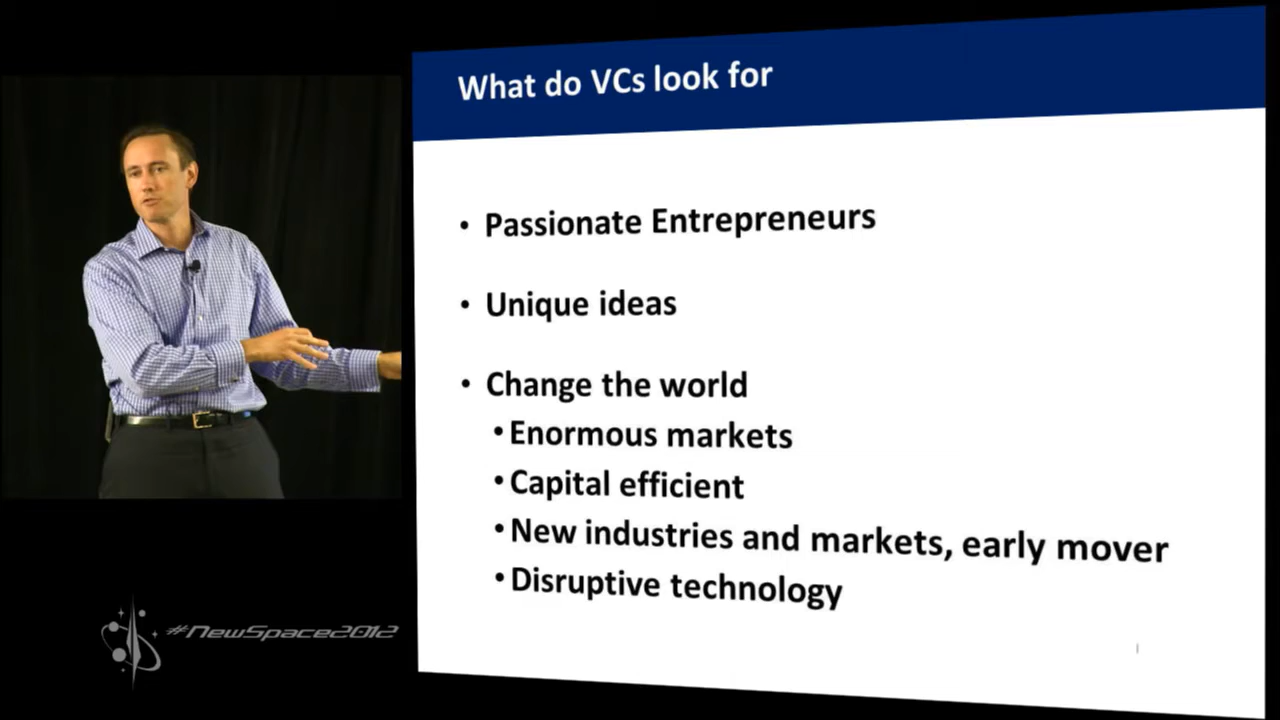 What do VCs look for
• Passionate Entrepreneurs
• Unique ideas
• Change the world
• Enormous markets
• Capital efficient
• New industries and markets, early mover
• Disruptive technology
#NewSpace2012